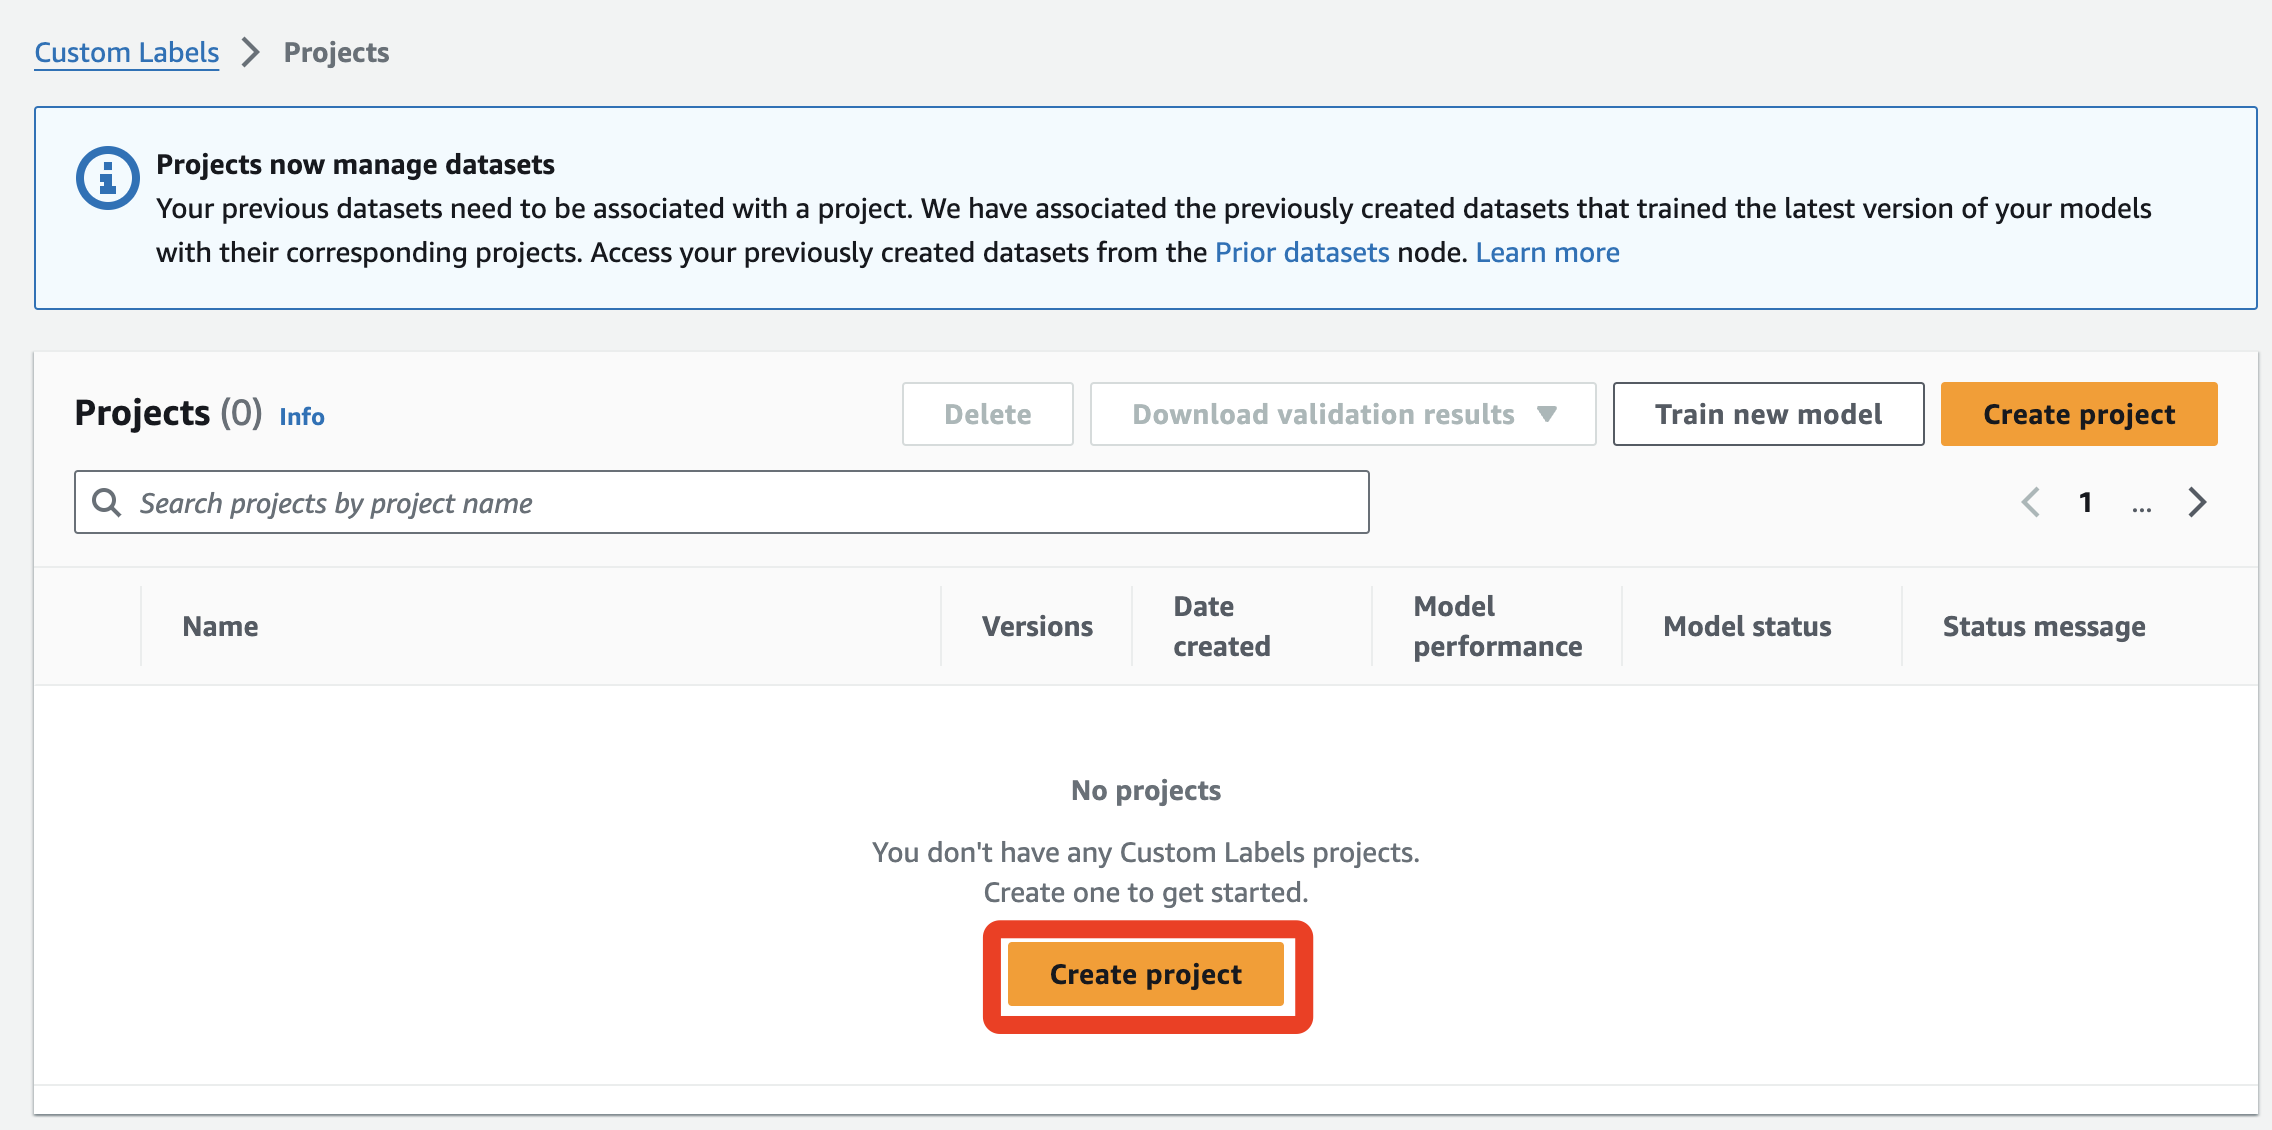 Custom Labels > Projects
Projects now manage datasets
Your previous datasets need to be associated with a project. We have associated the previously created datasets that trained the latest version of your models
with their corresponding projects. Access your previously created datasets from the Prior datasets node. Learn more
Projects (0) Info
Delete
Download validation results
Train new model
Create project
Search projects by project name
1 ...
Name
Versions
Date
created
Model
performance
Model status
Status message
No projects
You don't have any Custom Labels projects.
Create one to get started.
Create project